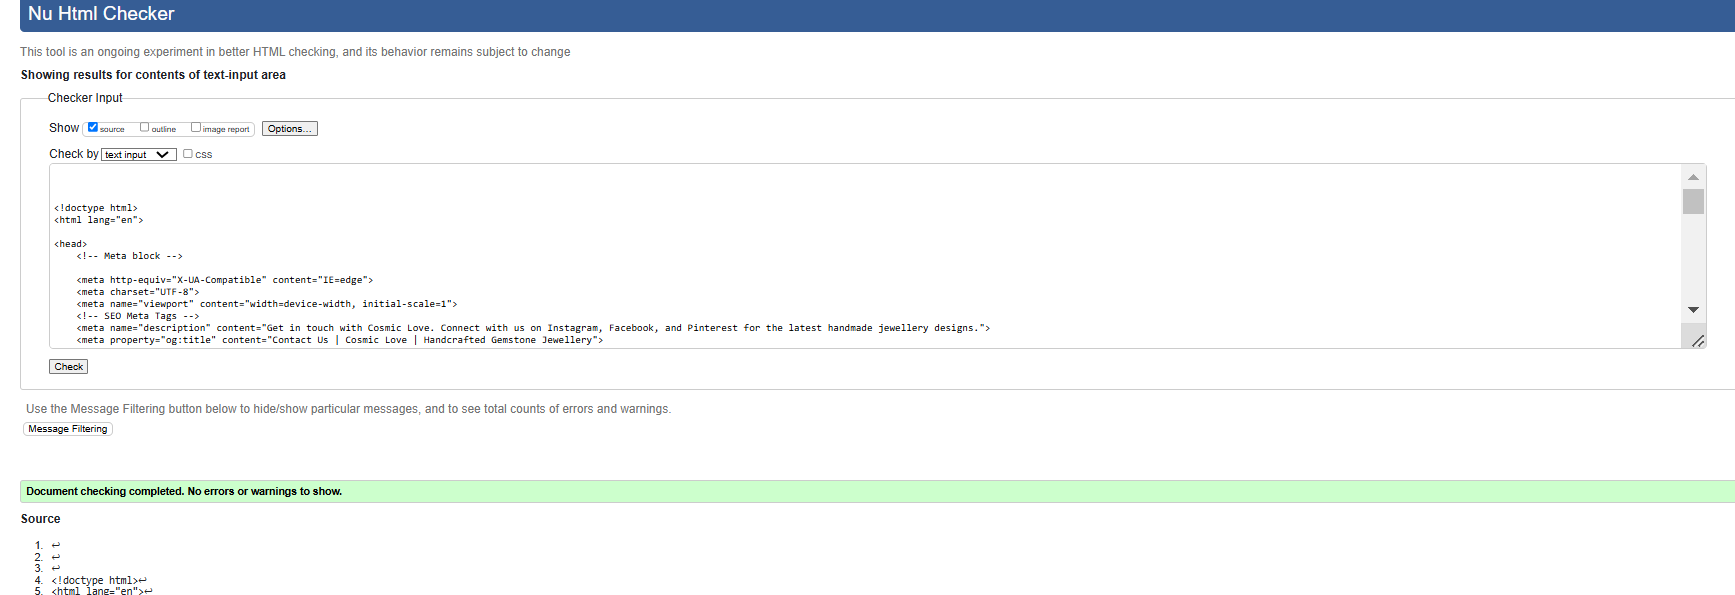 Nu Html Checker
This tool is an ongoing experiment in better HTML checking, and its behavior remains subject to change
Showing results for contents of text-input area
Checker Input
Show source outline image report Options...
Check by text input css
<!doctype html>
<html lang="en">
<head>
<!-- Meta block -->
<meta http-equiv="X-UA-Compatible" content="IE=edge">
<meta charset="UTF-8">
<meta name="viewport" content="width=device-width, initial-scale=1">
<!-- SEO Meta Tags -->
<meta name="description" content="Get in touch with Cosmic Love. Connect with us on Instagram, Facebook, and Pinterest for the latest handmade jewellery designs.">
<meta property="og:title" content="Contact Us | Cosmic Love | Handcrafted Gemstone Jewellery">
Check
Use the Message Filtering button below to hide/show particular messages, and to see total counts of errors and warnings.
Message Filtering
Document checking completed. No errors or warnings to show.
Source
1. ↩
2. ↩
3. ↩
4. <!doctype html>↩
5. <html lang="en">↩